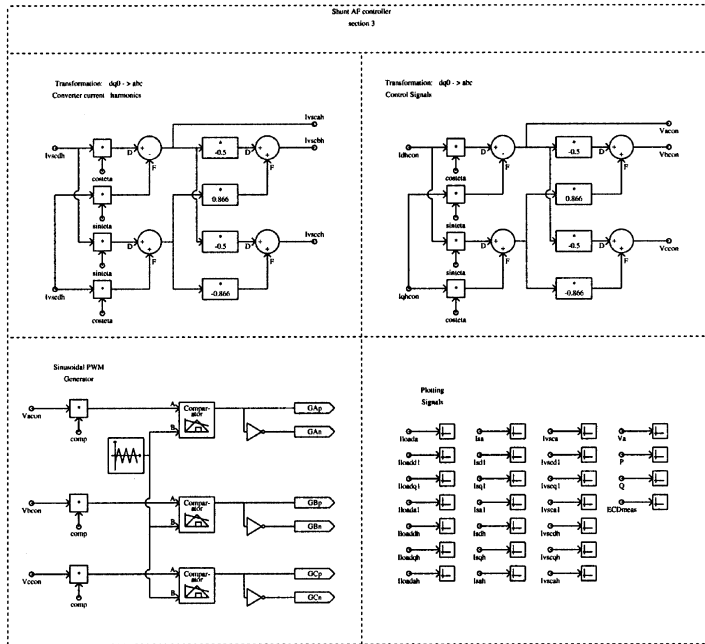 Shunt AF controller
section 3
Transformation: dq0 - > abc
Converter current harmonics
Ivscah
Ivscbh
Ivscch
Ivscdh
Ivscdh
*
*
*
*
costeta
sinteta
sinteta
costeta
D
F
D
F
+
-
+
+
*
-0.5
*
0.866
*
-0.5
*
-0.866
D
F
D
F
+
+
+
+
Transformation: dq0 - > abc
Control Signals
Vacon
Vbcon
Vccon
Idhcon
Iqhcon
*
*
*
*
costeta
sinteta
sinteta
costeta
D
F
D
F
+
-
+
+
*
-0.5
*
0.866
*
-0.5
*
-0.866
D
F
D
F
+
+
+
+
Sinusoidal PWM
Generator
Vacon
*
comp
A
B
Compar-
ator
GAp
GAn
Vbcon
*
comp
A
B
Compar-
ator
GBp
GBn
Vccon
*
comp
A
B
Compar-
ator
GCp
GCn
Plotting
Signals
Iloada
Isa
Ivsca
Va
Iloadd1
Isd1
Ivscd1
P
Iloadq1
Isq1
Ivscq1
Q
Iloada1
Isa1
Ivsca1
ECDmeas
Iloaddh
Isdh
Ivscdh
Iloadqh
Isqh
Ivscqh
Iloadah
Isah
Ivscah